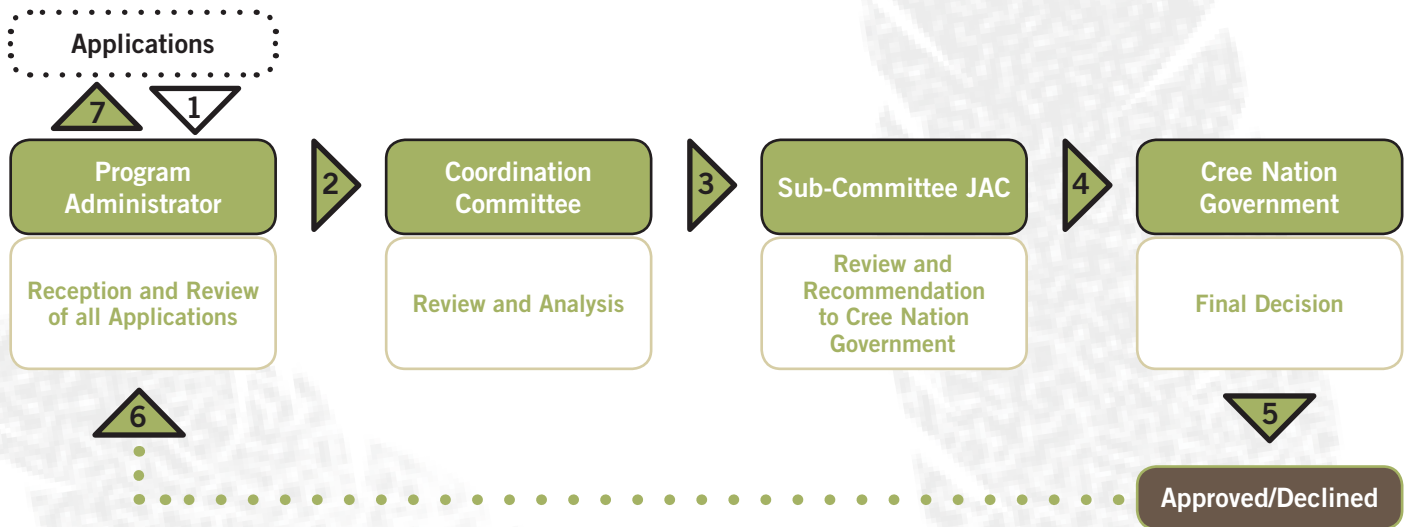 Applications
7
1
Program
Administrator
2
Coordination
Committee
3
Sub-Committee JAC
4
Cree Nation
Government
Reception and Review
of all Applications
Review and Analysis
Review and
Recommendation
to Cree Nation
Government
Final Decision
6
5
Approved/Declined